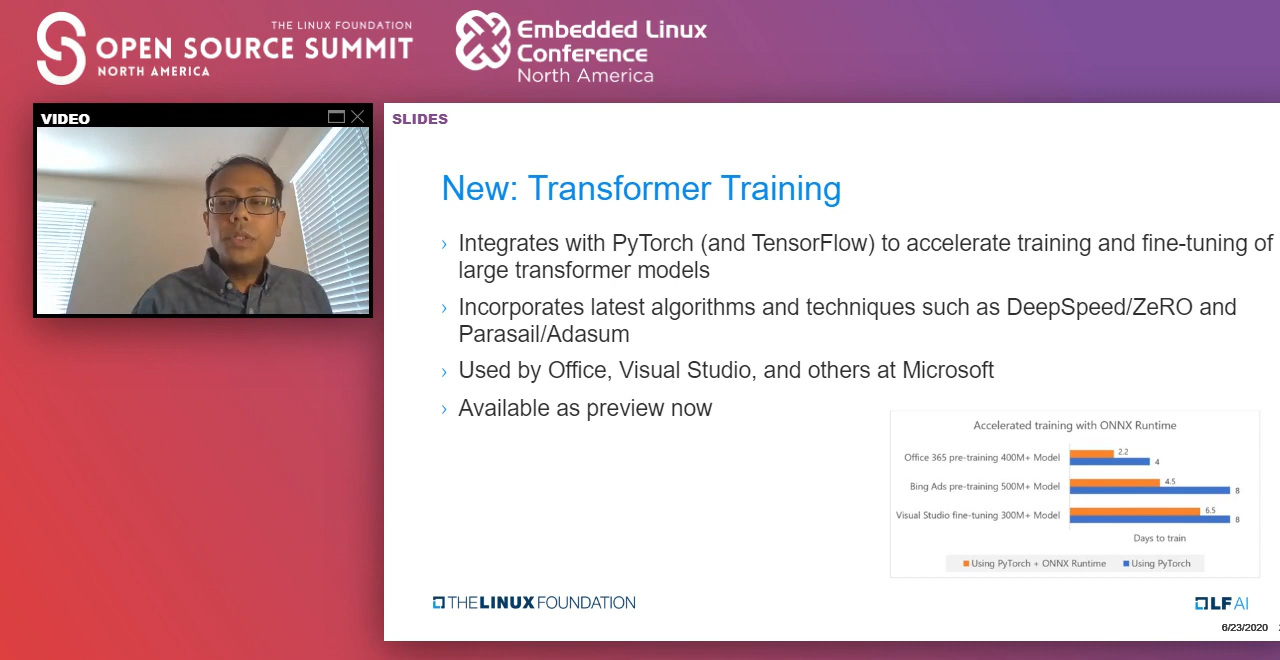 THE LINUX FOUNDATION
OPEN SOURCE SUMMIT
NORTH AMERICA
Embedded Linux
Conference
North America
VIDEO
SLIDES
New: Transformer Training
› Integrates with PyTorch (and TensorFlow) to accelerate training and fine-tuning of
large transformer models
› Incorporates latest algorithms and techniques such as DeepSpeed/ZeRO and
Parasail/Adasum
› Used by Office, Visual Studio, and others at Microsoft
› Available as preview now
Accelerated training with ONNX Runtime
Office 365 pre-training 400M+ Model
2.2
4
Bing Ads pre-training 500M+ Model
4.5
8
Visual Studio fine-tuning 300M+ Model
6.5
8
Days to train
Using PyTorch + ONNX Runtime Using PyTorch
THE LINUX FOUNDATION
LF AI
6/23/2020